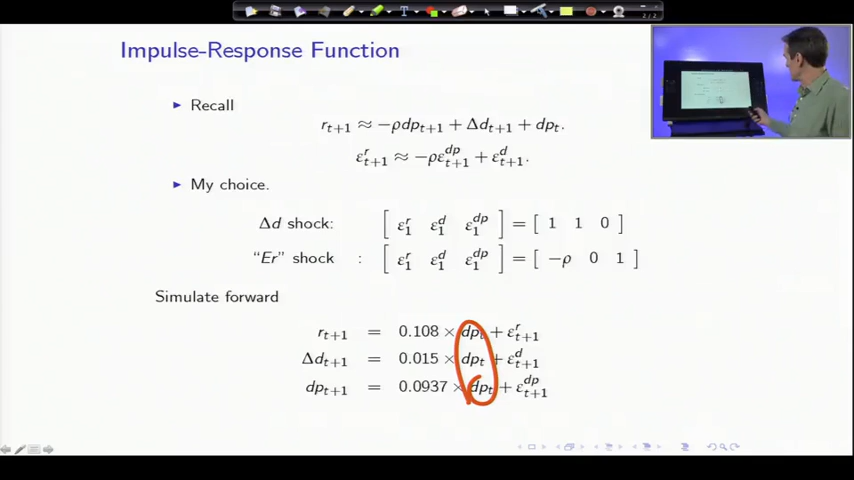 2/2
Impulse-Response Function
▶ Recall
r_{t+1} ≈ −ρdp_{t+1} + Δd_{t+1} + dp_t.
ε^r_{t+1} ≈ −ρε^{dp}_{t+1} + ε^d_{t+1}.
▶ My choice.
Δd shock: [ ε^r_1 ε^d_1 ε^{dp}_1 ] = [ 1 1 0 ]
“Er” shock : [ ε^r_1 ε^d_1 ε^{dp}_1 ] = [ −ρ 0 1 ]
Simulate forward
r_{t+1} = 0.108 × dp_t + ε^r_{t+1}
Δd_{t+1} = 0.015 × dp_t + ε^d_{t+1}
dp_{t+1} = 0.0937 × dp_t + ε^{dp}_{t+1}